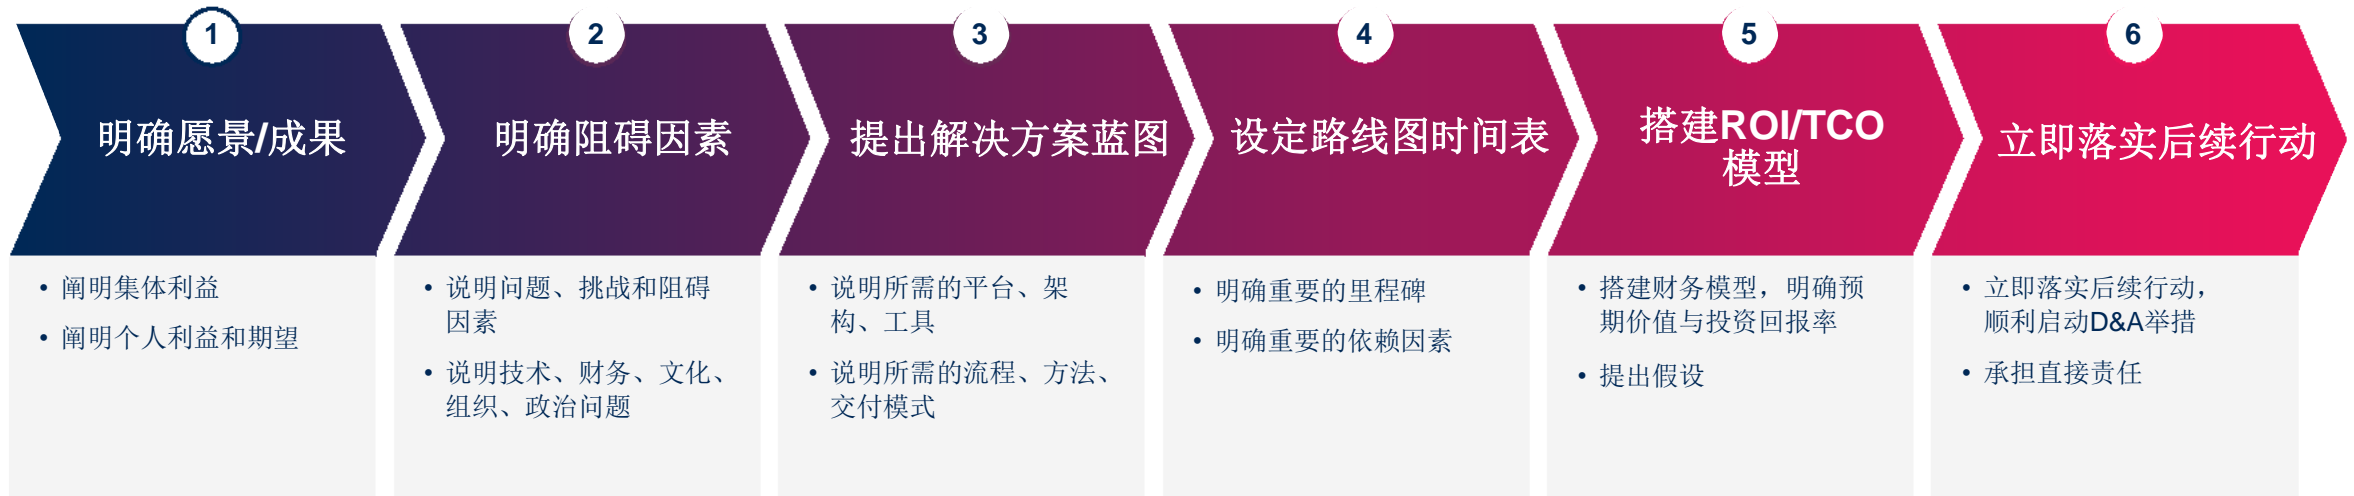 1
明确愿景/成果
• 阐明集体利益
• 阐明个人利益和期望
2
明确阻碍因素
• 说明问题、挑战和阻碍
因素
• 说明技术、财务、文化、
组织、政治问题
3
提出解决方案蓝图
• 说明所需的平台、架
构、工具
• 说明所需的流程、方法、
交付模式
4
设定路线图时间表
• 明确重要的里程碑
• 明确重要的依赖因素
5
搭建ROI/TCO
模型
• 搭建财务模型，明确预
期价值与投资回报率
• 提出假设
6
立即落实后续行动
• 立即落实后续行动，
顺利启动D&A举措
• 承担直接责任